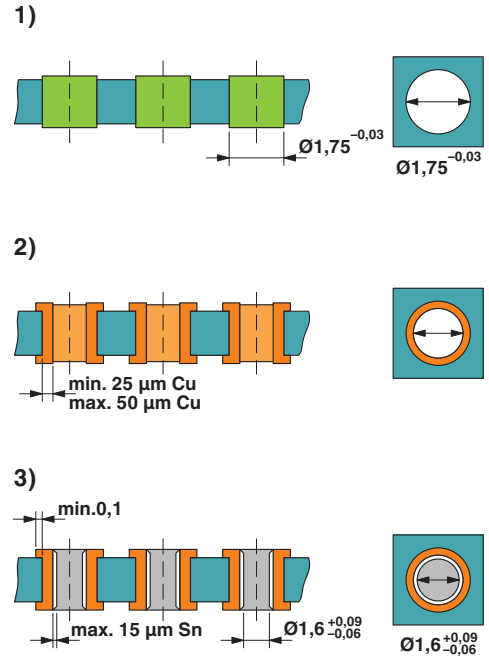 1)
Ø1,75 −0,03
Ø1,75 −0,03
2)
min. 25 µm Cu
max. 50 µm Cu
3)
min.0,1
max. 15 µm Sn
Ø1,6 +0,09 −0,06
Ø1,6 +0,09 −0,06